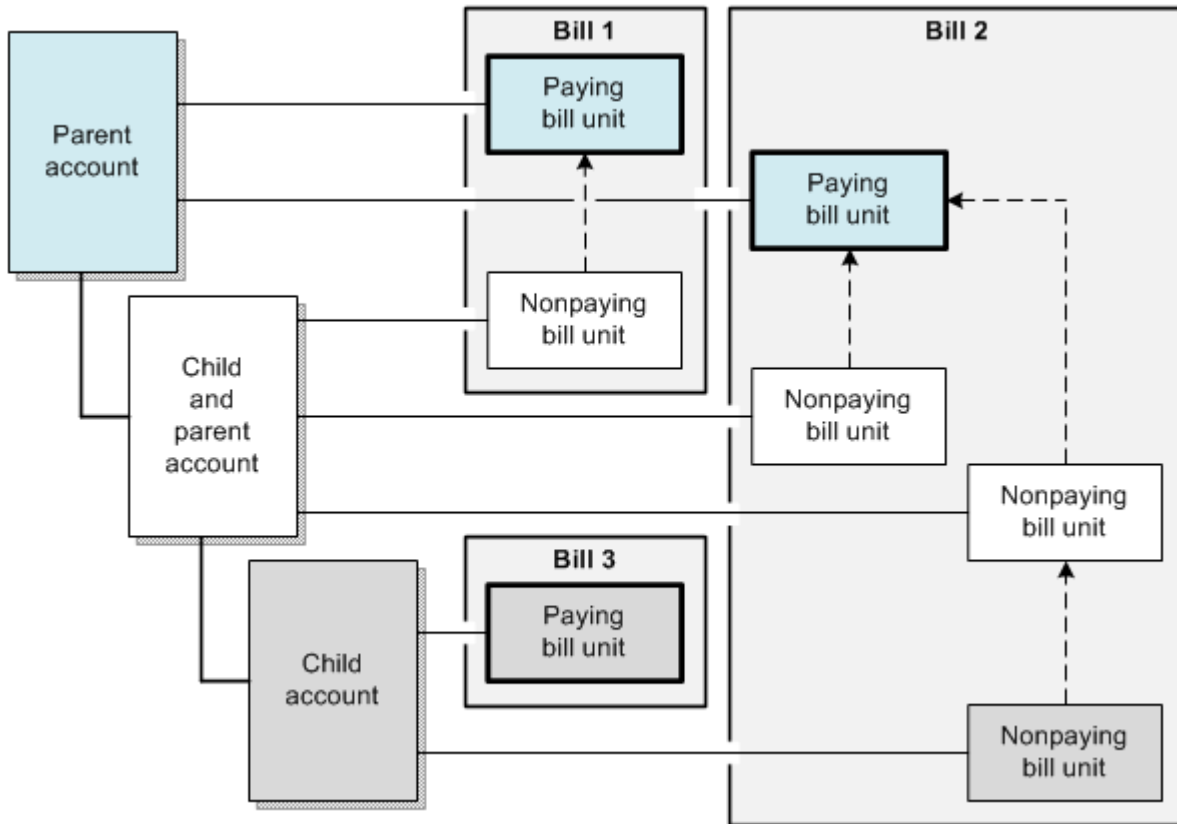 Bill 1
Paying
bill unit
Nonpaying
bill unit
Bill 2
Paying
bill unit
Nonpaying
bill unit
Nonpaying
bill unit
Nonpaying
bill unit
Parent
account
Child
and
parent
account
Child
account
Bill 3
Paying
bill unit